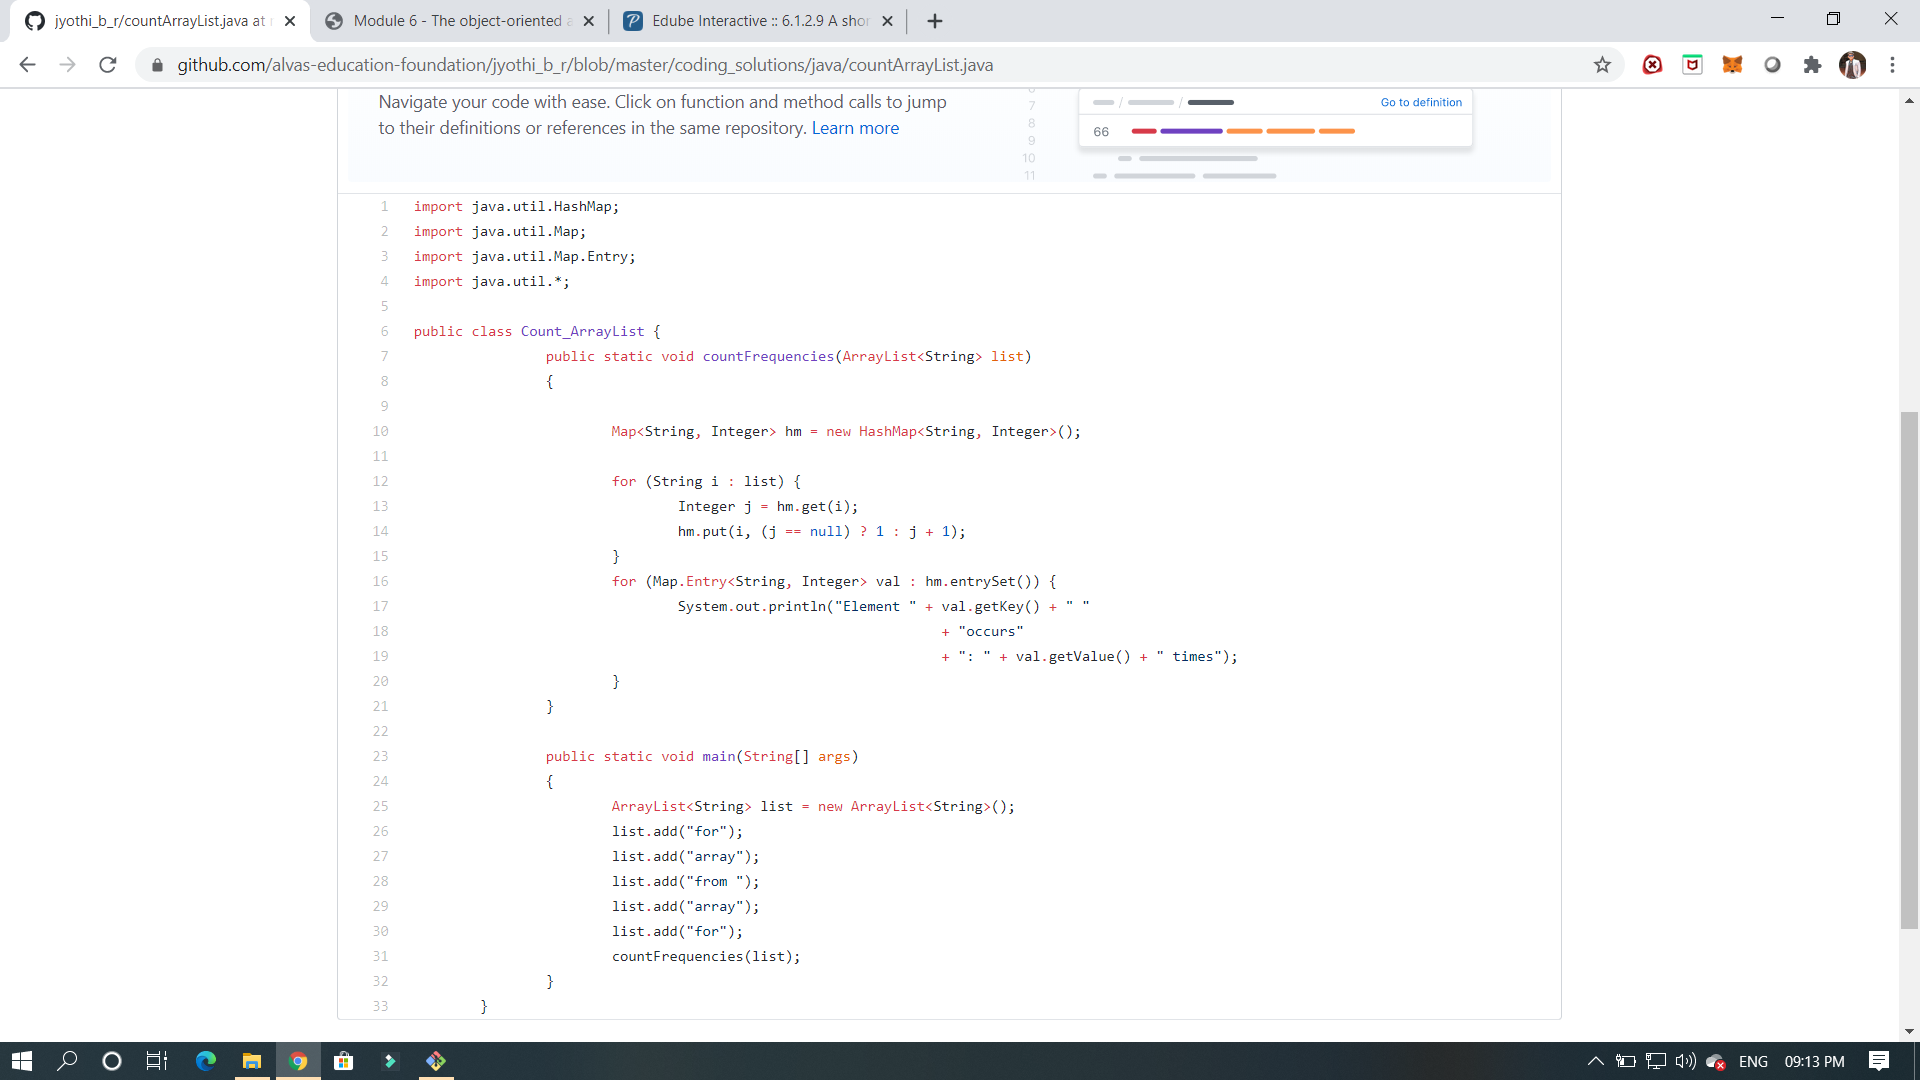 jyothi_b_r/countArrayList.java at
Module 6 - The object-oriented
Edube Interactive :: 6.1.2.9 A shor
github.com/alvas-education-foundation/jyothi_b_r/blob/master/coding_solutions/java/countArrayList.java
Navigate your code with ease. Click on function and method calls to jump
to their definitions or references in the same repository. Learn more
7
8
9
10
11
Go to definition
66
1 import java.util.HashMap;
2 import java.util.Map;
3 import java.util.Map.Entry;
4 import java.util.*;
5
6 public class Count_ArrayList {
7 public static void countFrequencies(ArrayList<String> list)
8 {
9
10 Map<String, Integer> hm = new HashMap<String, Integer>();
11
12 for (String i : list) {
13 Integer j = hm.get(i);
14 hm.put(i, (j == null) ? 1 : j + 1);
15 }
16 for (Map.Entry<String, Integer> val : hm.entrySet()) {
17 System.out.println("Element " + val.getKey() + " "
18 + "occurs"
19 + ": " + val.getValue() + " times");
20 }
21 }
22
23 public static void main(String[] args)
24 {
25 ArrayList<String> list = new ArrayList<String>();
26 list.add("for");
27 list.add("array");
28 list.add("from ");
29 list.add("array");
30 list.add("for");
31 countFrequencies(list);
32 }
33 }
ENG 09:13 PM